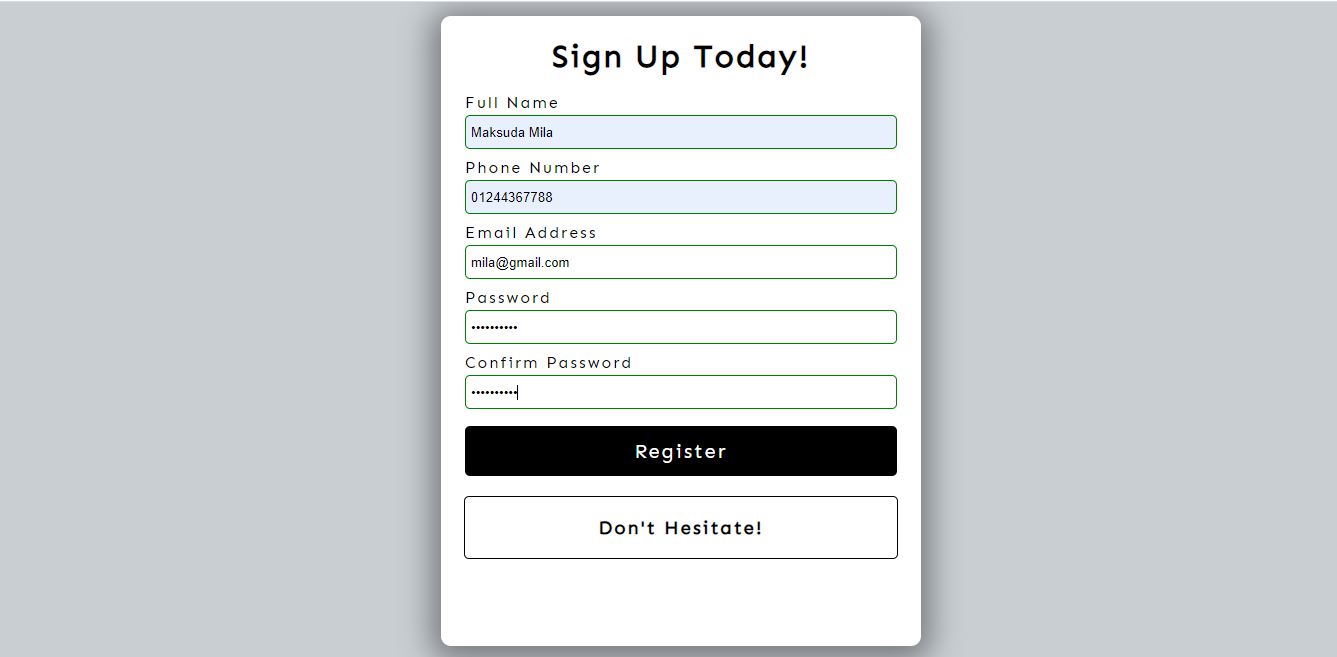 Sign Up Today!
Full Name
Maksuda Mila
Phone Number
01244367788
Email Address
mila@gmail.com
Password
••••••••••
Confirm Password
••••••••••
Register
Don't Hesitate!